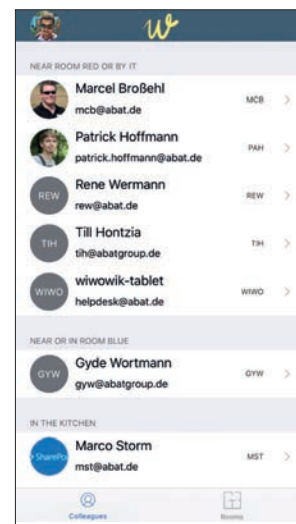 w
NEAR ROOM RED OR BY IT
Marcel Broßehl
mcb@abat.de
MCB
Patrick Hoffmann
patrick.hoffmann@abat.de
PAH
REW
Rene Wermann
rew@abat.de
REW
TIH
Till Hontzia
tih@abatgroup.de
TIH
WIWO
wiwowik-tablet
helpdesk@abat.de
WIWO
NEAR OR IN ROOM BLUE
GYW
Gyde Wortmann
gyw@abatgroup.de
GYW
IN THE KITCHEN
SharePoi
Marco Storm
mst@abat.de
MST
Colleagues
Rooms